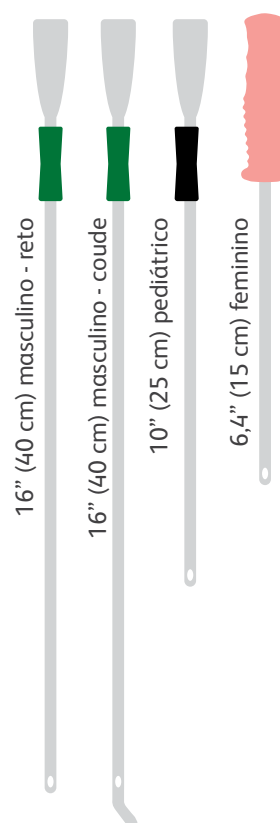 16” (40 cm) masculino - reto
16” (40 cm) masculino - coude
10” (25 cm) pediátrico
6,4” (15 cm) feminino